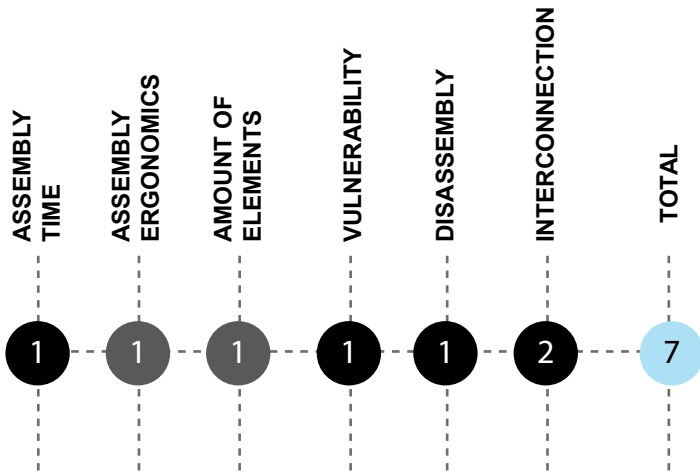 ASSEMBLY
TIME
ASSEMBLY
ERGONOMICS
AMOUNT OF
ELEMENTS
VULNERABILITY
DISASSEMBLY
INTERCONNECTION
TOTAL
1
1
1
1
1
2
7